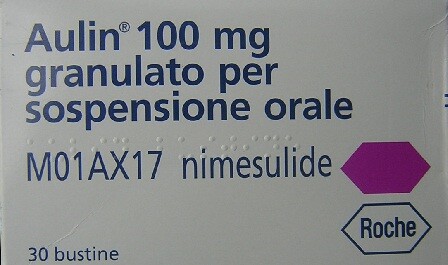 Aulin® 100 mg
granulato per
sospensione orale
M01AX17 nimesulide
Roche
30 bustine